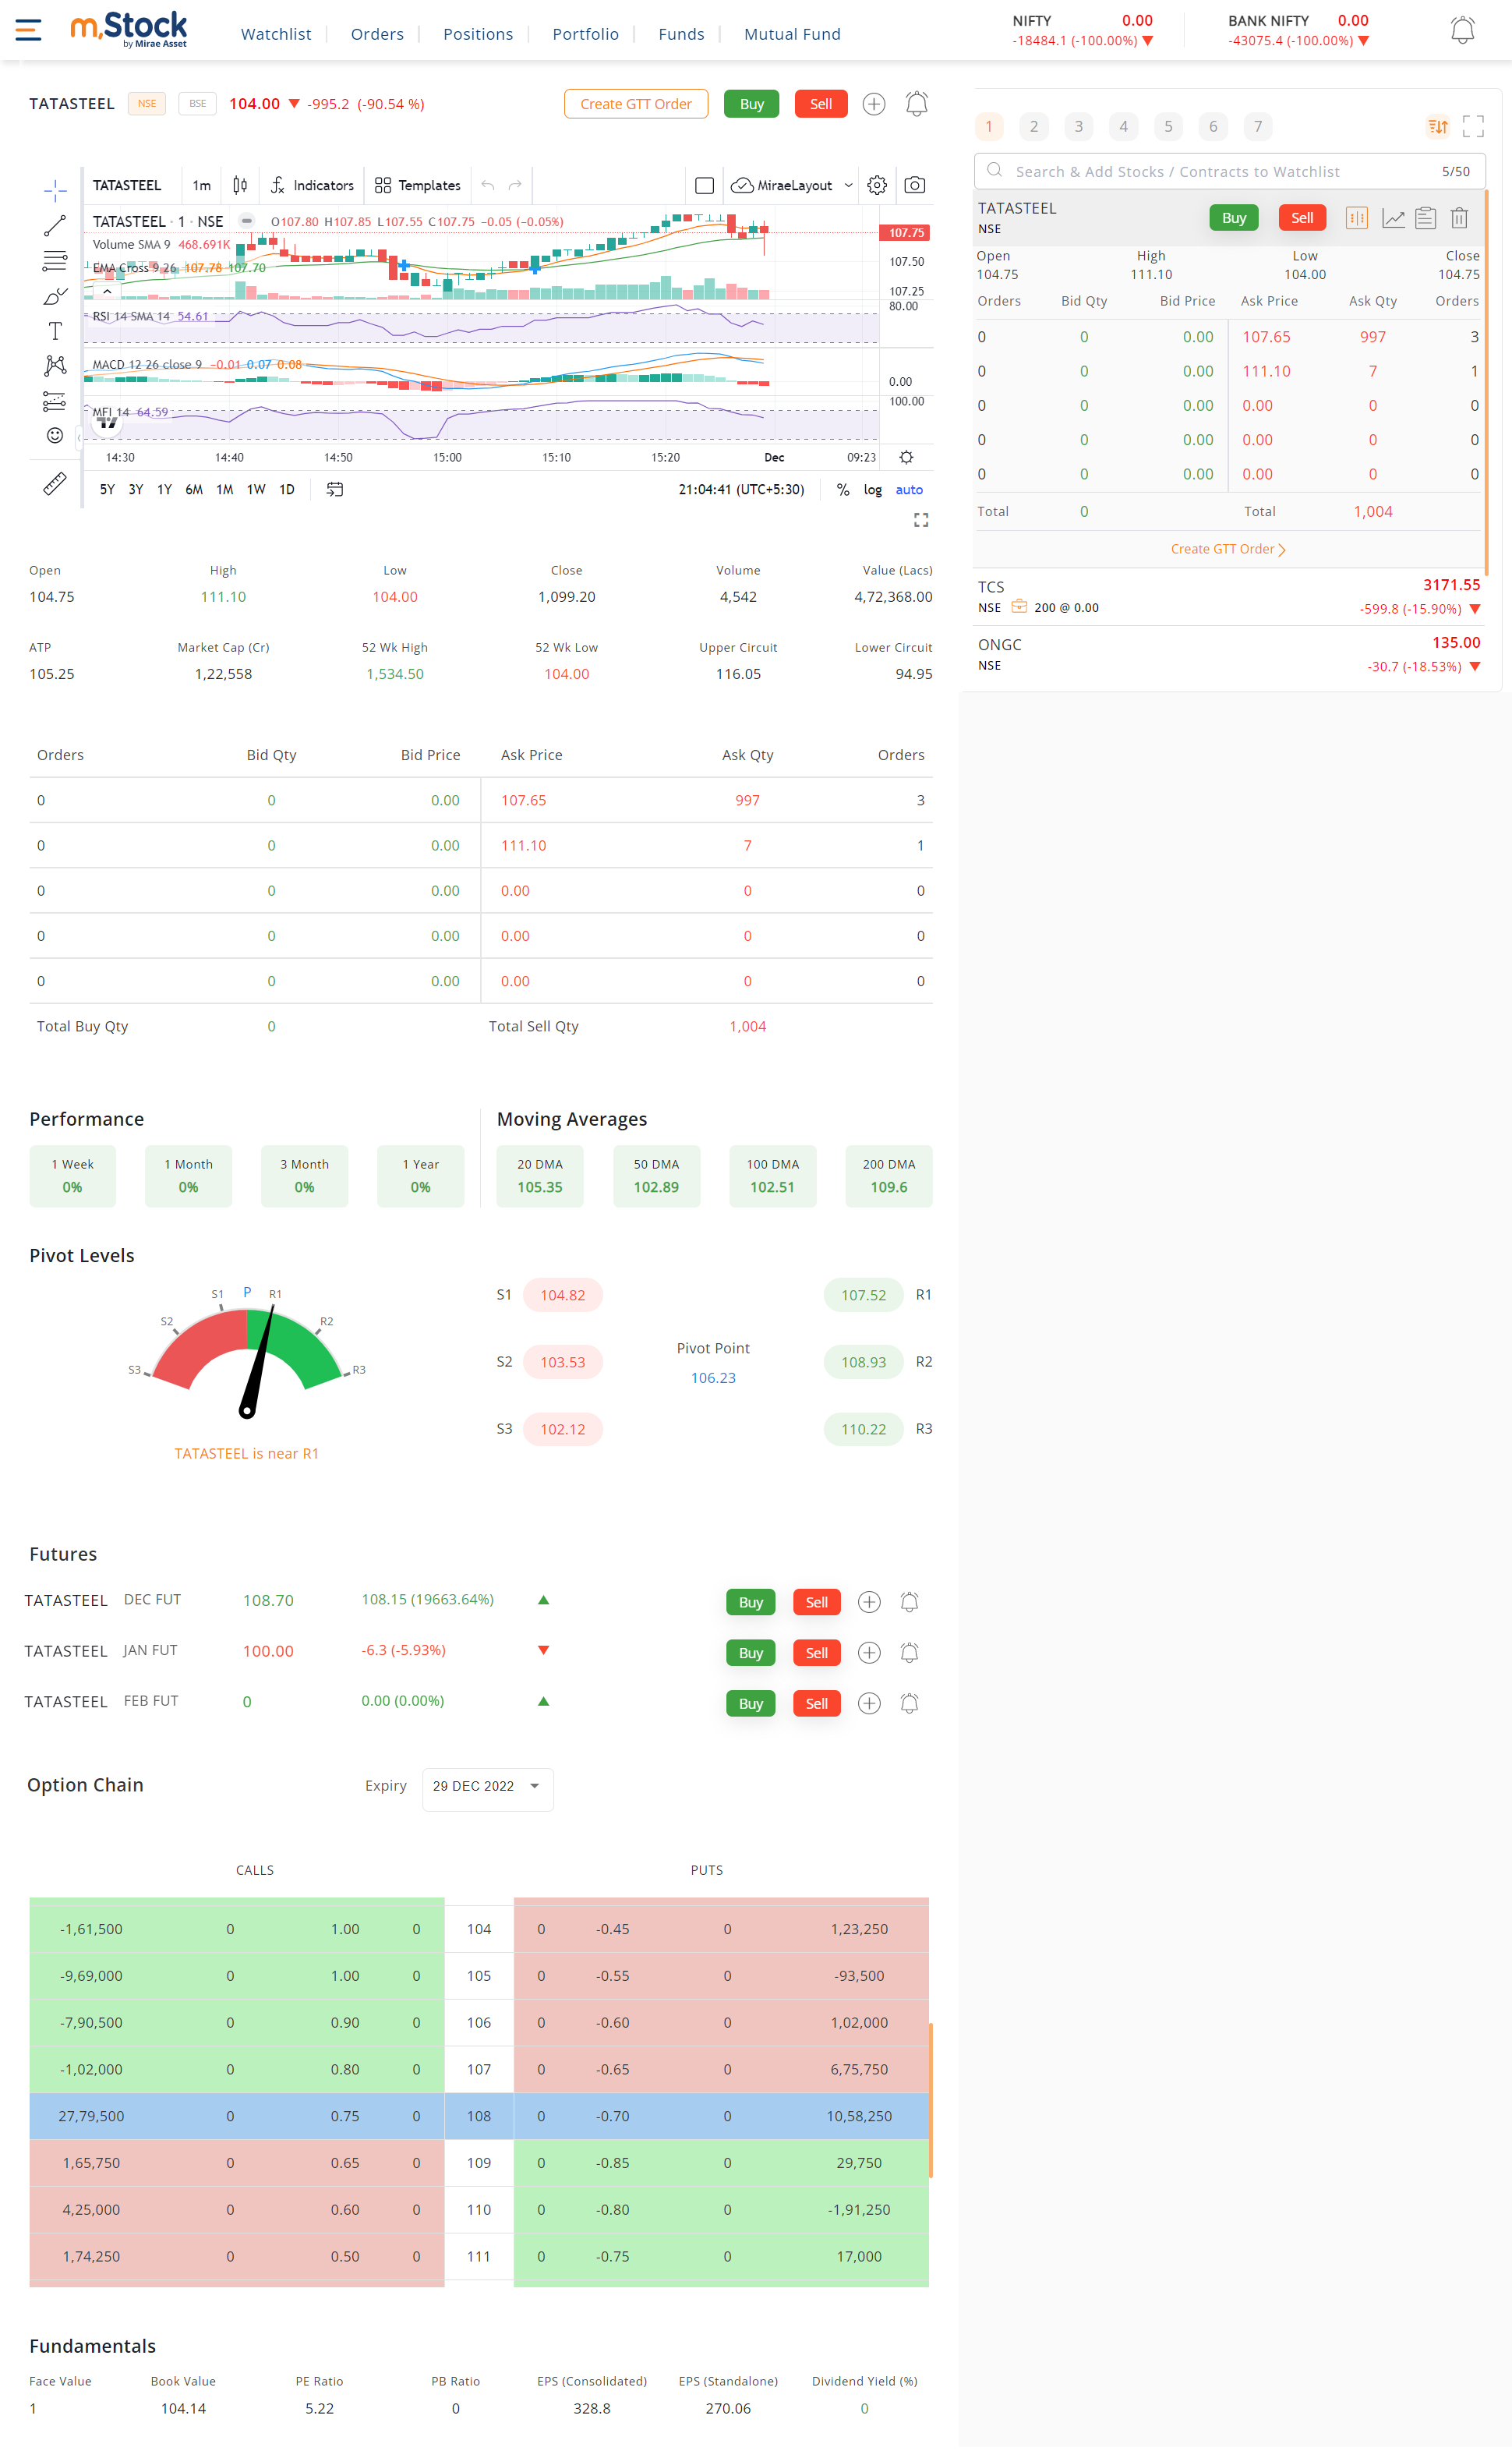 m.Stock
by Mirae Asset
Watchlist Orders Positions Portfolio Funds Mutual Fund
NIFTY 0.00
-18484.1 (-100.00%)
BANK NIFTY 0.00
-43075.4 (-100.00%)
TATASTEEL NSE BSE 104.00 -995.2 (-90.54 %) Create GTT Order Buy Sell
TATASTEEL 1m Indicators Templates MiraeLayout
TATASTEEL · 1 · NSE O107.80 H107.85 L107.55 C107.75 −0.05 (−0.05%)
107.75
Volume SMA 9 468.691K
107.50
EMA Cross 9 26 107.78 107.70
107.25
80.00
RSI 14 SMA 14 54.61
MACD 12 26 close 9 −0.01 0.07 0.08
0.00
100.00
MFI 14 64.59
14:30 14:40 14:50 15:00 15:10 15:20 Dec 09:23
5Y 3Y 1Y 6M 1M 1W 1D 21:04:41 (UTC+5:30) % log auto
Open High Low Close Volume Value (Lacs)
104.75 111.10 104.00 1,099.20 4,542 4,72,368.00
ATP Market Cap (Cr) 52 Wk High 52 Wk Low Upper Circuit Lower Circuit
105.25 1,22,558 1,534.50 104.00 116.05 94.95
Orders Bid Qty Bid Price Ask Price Ask Qty Orders
0 0 0.00 107.65 997 3
0 0 0.00 111.10 7 1
0 0 0.00 0.00 0 0
0 0 0.00 0.00 0 0
0 0 0.00 0.00 0 0
Total Buy Qty 0 Total Sell Qty 1,004
Performance
1 Week 1 Month 3 Month 1 Year
0% 0% 0% 0%
Moving Averages
20 DMA 50 DMA 100 DMA 200 DMA
105.35 102.89 102.51 109.6
Pivot Levels
S3 S2 S1 P R1 R2 R3
TATASTEEL is near R1
S1 104.82 107.52 R1
S2 103.53 108.93 R2
Pivot Point
106.23
S3 102.12 110.22 R3
Futures
TATASTEEL DEC FUT 108.70 108.15 (19663.64%) Buy Sell
TATASTEEL JAN FUT 100.00 -6.3 (-5.93%) Buy Sell
TATASTEEL FEB FUT 0 0.00 (0.00%) Buy Sell
Option Chain Expiry 29 DEC 2022
CALLS PUTS
-1,61,500 0 1.00 0 104 0 -0.45 0 1,23,250
-9,69,000 0 1.00 0 105 0 -0.55 0 -93,500
-7,90,500 0 0.90 0 106 0 -0.60 0 1,02,000
-1,02,000 0 0.80 0 107 0 -0.65 0 6,75,750
27,79,500 0 0.75 0 108 0 -0.70 0 10,58,250
1,65,750 0 0.65 0 109 0 -0.85 0 29,750
4,25,000 0 0.60 0 110 0 -0.80 0 -1,91,250
1,74,250 0 0.50 0 111 0 -0.75 0 17,000
Fundamentals
Face Value Book Value PE Ratio PB Ratio EPS (Consolidated) EPS (Standalone) Dividend Yield (%)
1 104.14 5.22 0 328.8 270.06 0
1 2 3 4 5 6 7
Search & Add Stocks / Contracts to Watchlist 5/50
TATASTEEL Buy Sell
NSE
Open High Low Close
104.75 111.10 104.00 104.75
Orders Bid Qty Bid Price Ask Price Ask Qty Orders
0 0 0.00 107.65 997 3
0 0 0.00 111.10 7 1
0 0 0.00 0.00 0 0
0 0 0.00 0.00 0 0
0 0 0.00 0.00 0 0
Total 0 Total 1,004
Create GTT Order
TCS 3171.55
NSE 200 @ 0.00 -599.8 (-15.90%)
ONGC 135.00
NSE -30.7 (-18.53%)